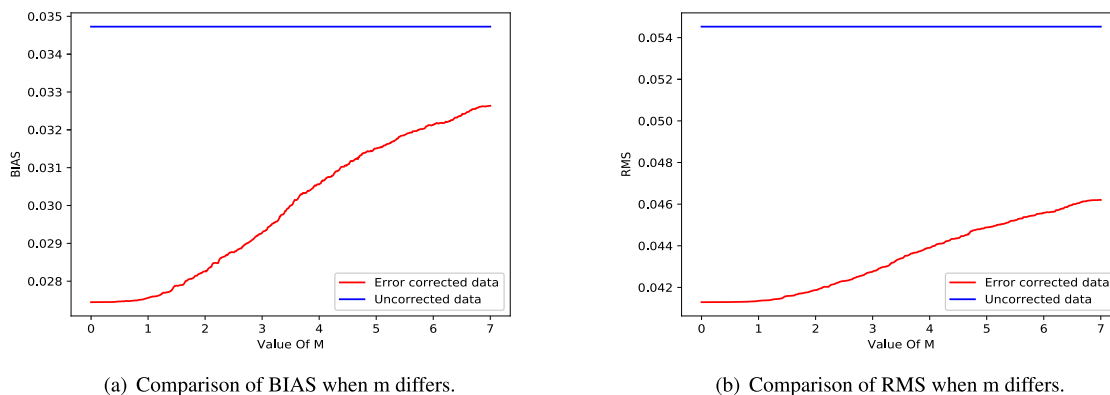 0.035
0.034
0.033
0.032
0.031
0.030
0.029
0.028
BIAS
0 1 2 3 4 5 6 7
Value Of M
Error corrected data
Uncorrected data
(a) Comparison of BIAS when m differs.
0.054
0.052
0.050
0.048
0.046
0.044
0.042
RMS
0 1 2 3 4 5 6 7
Value Of M
Error corrected data
Uncorrected data
(b) Comparison of RMS when m differs.